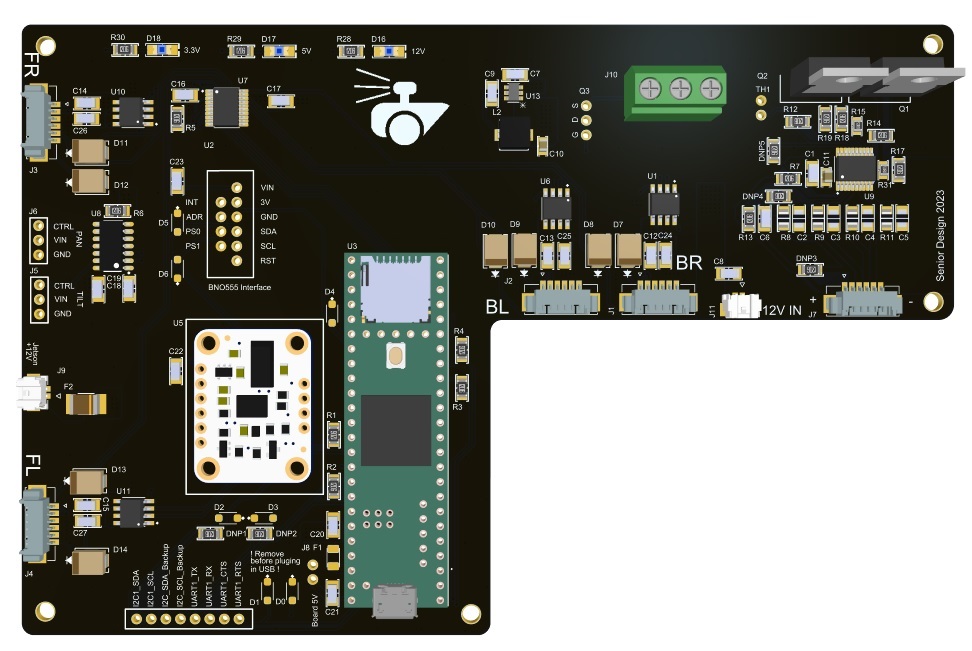 R30
D18
3.3V
R29
D17
5V
R28
D16
12V
FR
J3
C14
C26
U10
D11
D12
C16
R5
U7
U2
C17
C9
C7
U13
L2
C10
Q3
S
D
G
J10
Q2
TH1
Q1
R12
R19
R18
R15
R14
DNP5
R7
C1
C11
R31
R17
U9
DNP4
R13
C6
R8
C2
R9
C3
R10
C4
R11
C5
Senior Design 2023
C23
D5
D6
INT
ADR
PS0
PS1
VIN
3V
GND
SDA
SCL
RST
BNO555 Interface
J6
CTRL
VIN
GND
PAN
J5
CTRL
VIN
GND
TILT
U8
R6
C19
C18
U6
U1
D10
D9
C13
C25
D8
D7
C12
C24
J2
BL
J1
BR
C8
J11
12V IN
DNP3
+
J7
-
U3
D4
R4
R3
U5
C22
R1
R2
Jetson
+12V
J9
F2
FL
J4
D13
C15
C27
U11
D14
D2
D3
DNP1
DNP2
C20
J8
F1
! Remove
before pluging
in USB !
D1
D0
Board 5V
C21
I2C1_SDA
I2C1_SCL
I2C_SDA_Backup
I2C_SCL_Backup
UART1_TX
UART1_RX
UART1_CTS
UART1_RTS